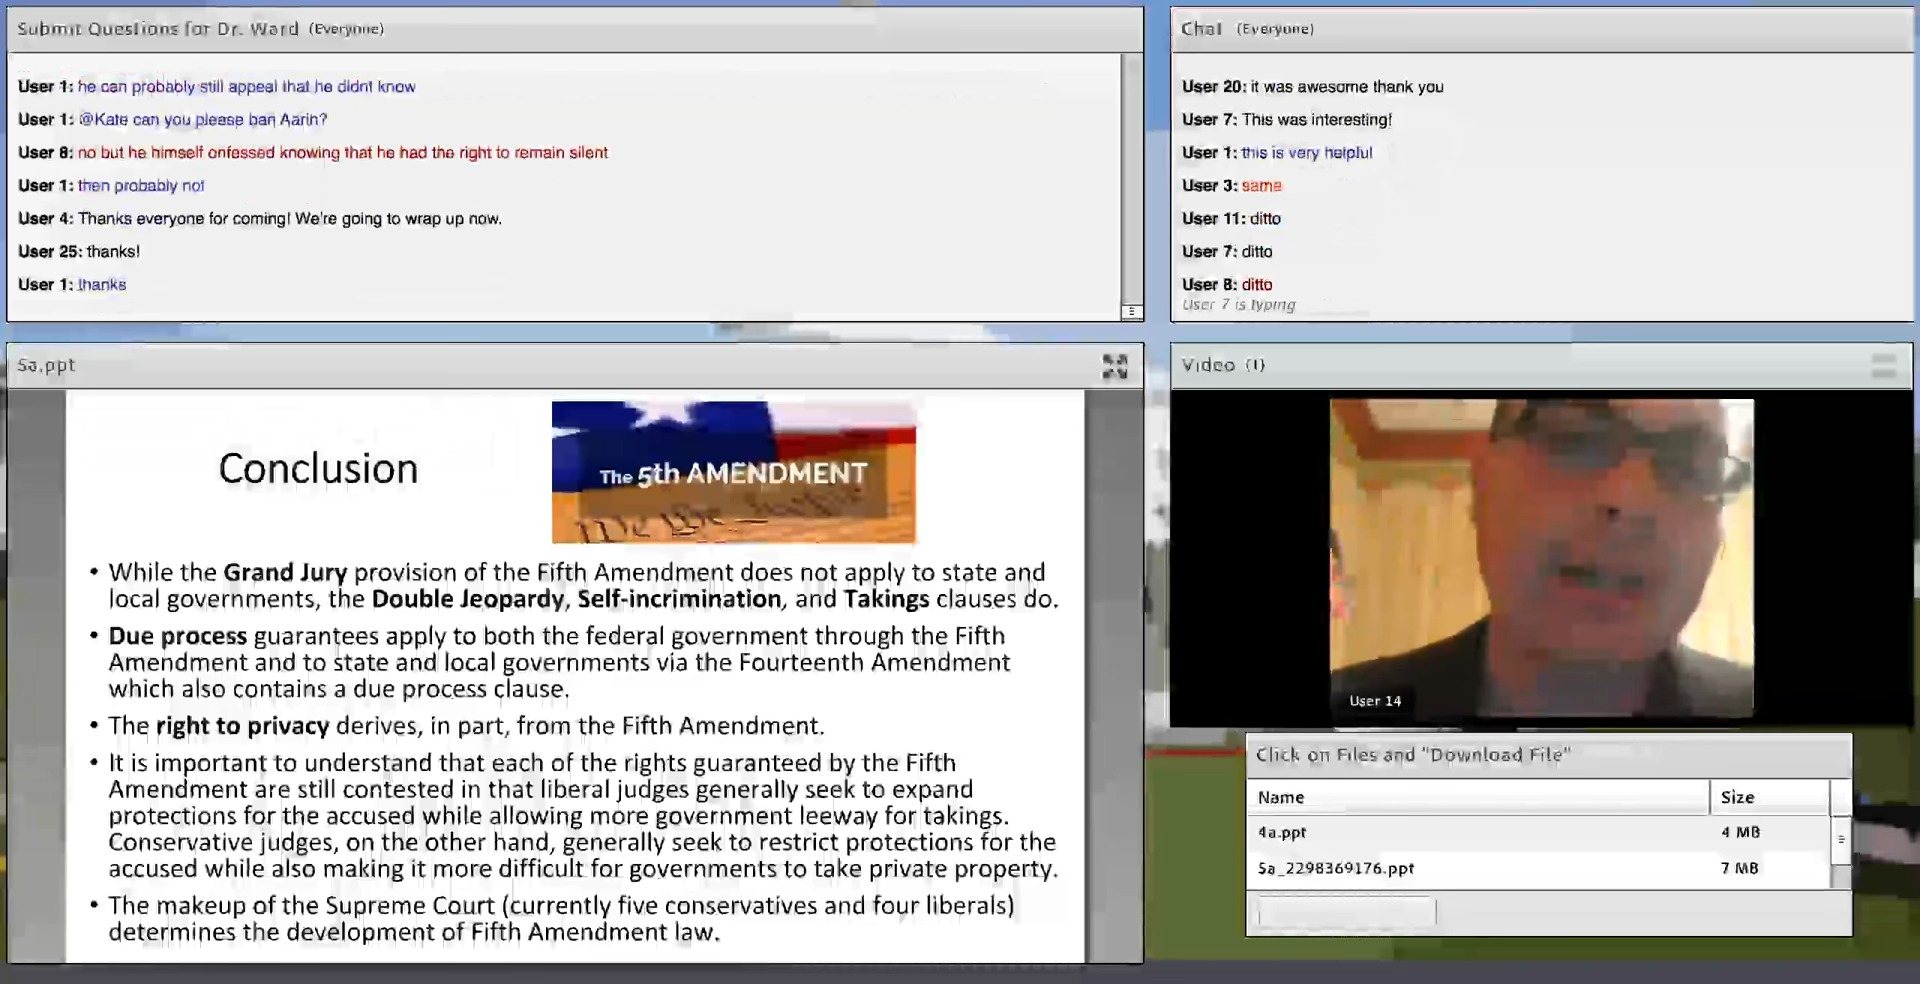 Submit Questions for Dr. Ward (Everyone)
User 1: he can probably still appeal that he didnt know
User 1: @Kate can you please ban Aarin?
User 8: no but he himself onfessed knowing that he had the right to remain silent
User 1: then probably not
User 4: Thanks everyone for coming! We're going to wrap up now.
User 25: thanks!
User 1: thanks
Chat (Everyone)
User 20: it was awesome thank you
User 7: This was interesting!
User 1: this is very helpful
User 3: same
User 11: ditto
User 7: ditto
User 8: ditto
User 7 is typing
5a.ppt
Conclusion
The 5th AMENDMENT
We the
• While the Grand Jury provision of the Fifth Amendment does not apply to state and
local governments, the Double Jeopardy, Self-incrimination, and Takings clauses do.
• Due process guarantees apply to both the federal government through the Fifth
Amendment and to state and local governments via the Fourteenth Amendment
which also contains a due process clause.
• The right to privacy derives, in part, from the Fifth Amendment.
• It is important to understand that each of the rights guaranteed by the Fifth
Amendment are still contested in that liberal judges generally seek to expand
protections for the accused while allowing more government leeway for takings.
Conservative judges, on the other hand, generally seek to restrict protections for the
accused while also making it more difficult for governments to take private property.
• The makeup of the Supreme Court (currently five conservatives and four liberals)
determines the development of Fifth Amendment law.
Video (1)
User 14
Click on Files and "Download File"
Name Size
4a.ppt 4 MB
5a_2298369176.ppt 7 MB